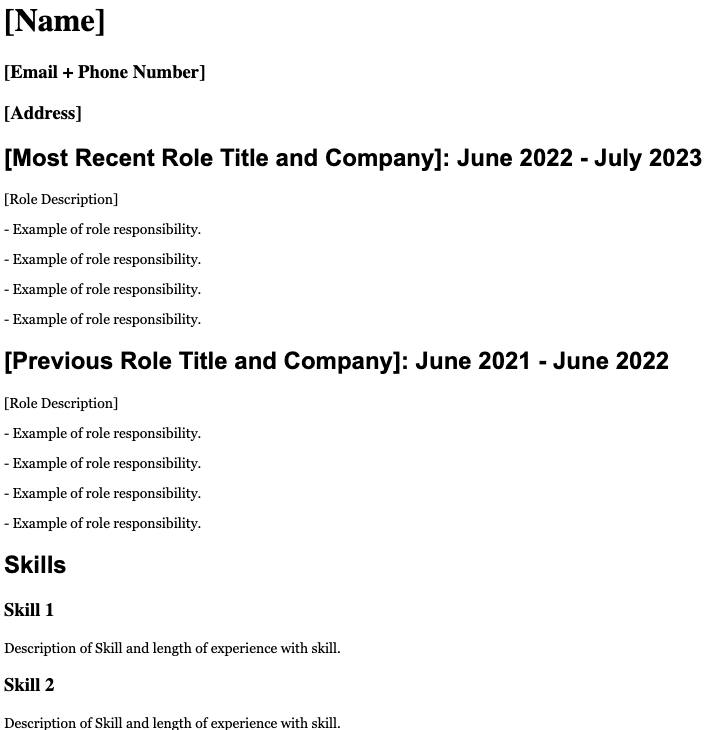 [Name]
[Email + Phone Number]
[Address]
[Most Recent Role Title and Company]: June 2022 - July 2023
[Role Description]
- Example of role responsibility.
- Example of role responsibility.
- Example of role responsibility.
- Example of role responsibility.
[Previous Role Title and Company]: June 2021 - June 2022
[Role Description]
- Example of role responsibility.
- Example of role responsibility.
- Example of role responsibility.
- Example of role responsibility.
Skills
Skill 1
Description of Skill and length of experience with skill.
Skill 2
Description of Skill and length of experience with skill.